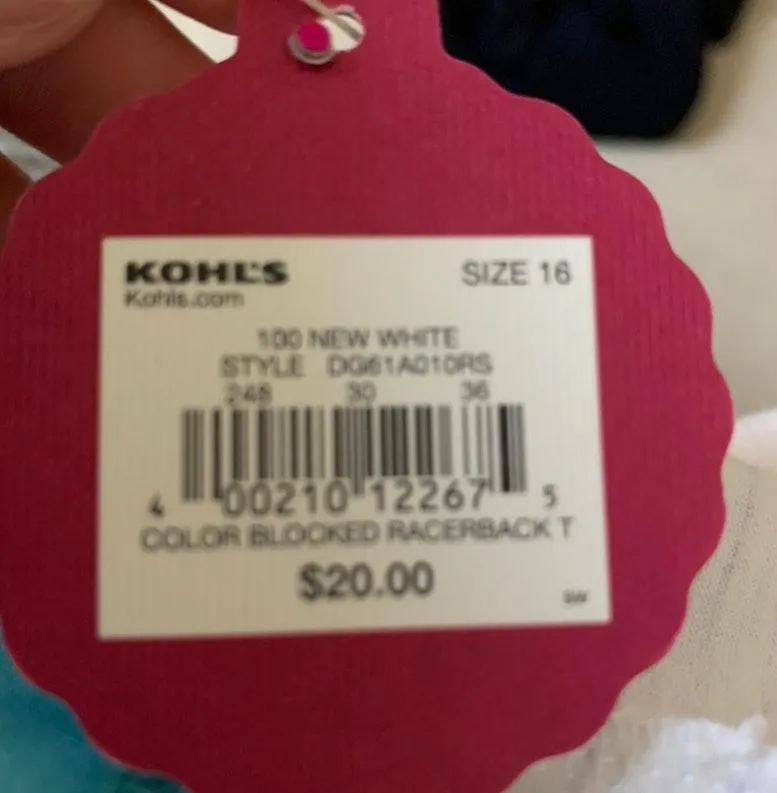 KOHL'S SIZE 16
Kohls.com
100 NEW WHITE
STYLE DG61A010RS
248 30 36
4 00210 12267 5
COLOR BLOCKED RACERBACK T
$20.00